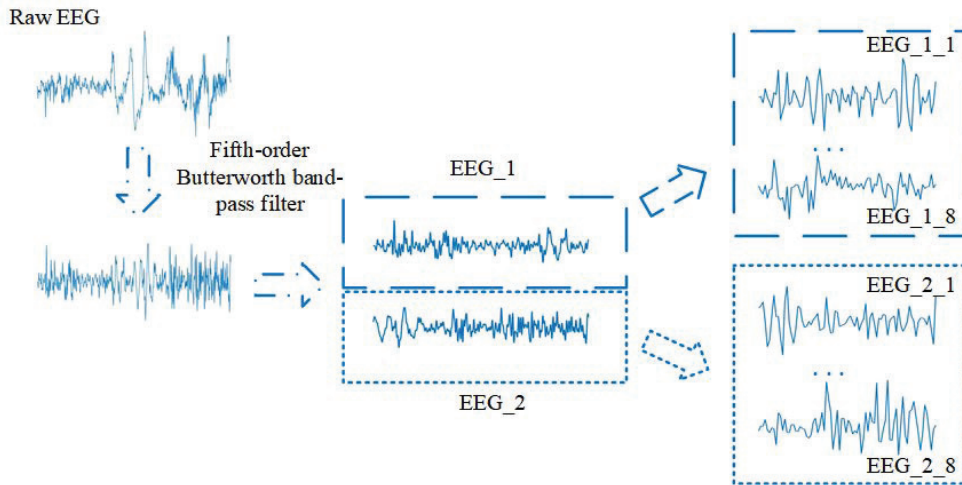 Raw EEG
Fifth-order
Butterworth band-
pass filter
EEG_1
EEG_2
EEG_1_1
...
EEG_1_8
EEG_2_1
...
EEG_2_8